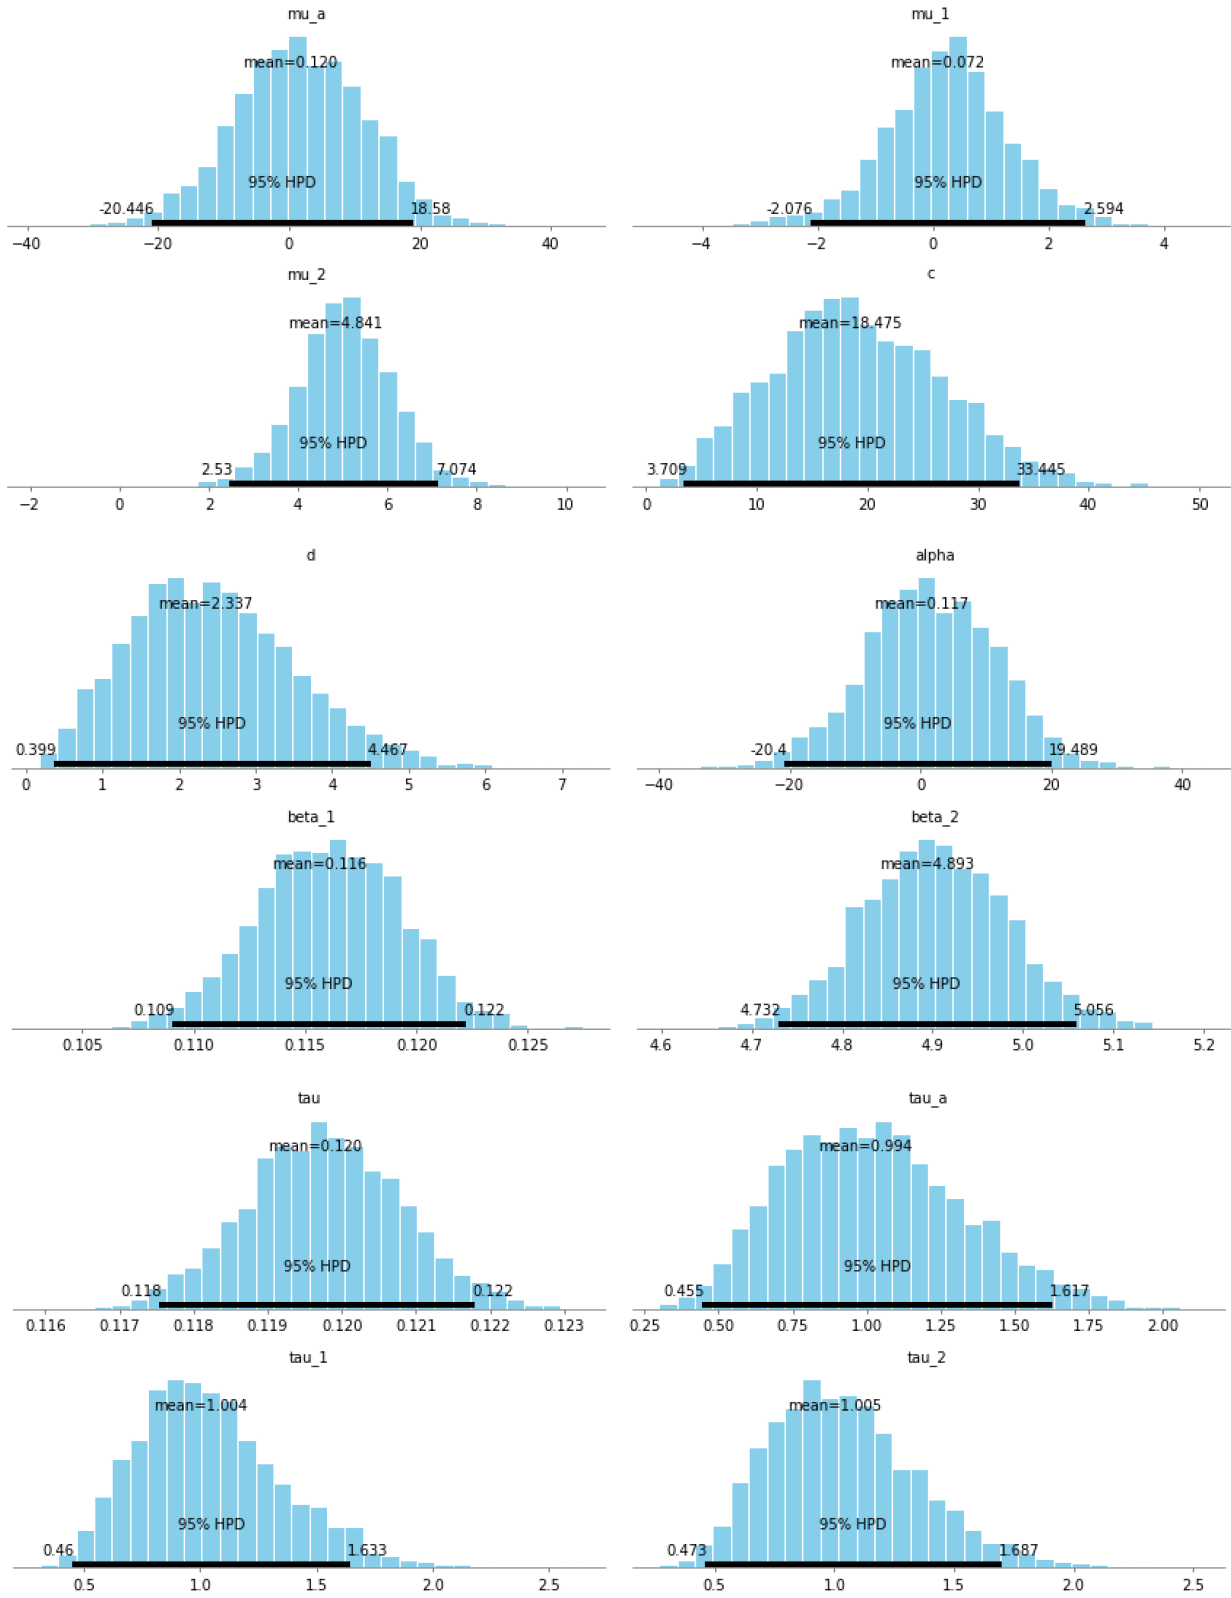 mu_a
mean=0.120
95% HPD
-20.446 18.58
−40 −20 0 20 40
mu_1
mean=0.072
95% HPD
-2.076 2.594
−4 −2 0 2 4
mu_2
mean=4.841
95% HPD
2.53 7.074
−2 0 2 4 6 8 10
c
mean=18.475
95% HPD
3.709 33.445
0 10 20 30 40 50
d
mean=2.337
95% HPD
0.399 4.467
0 1 2 3 4 5 6 7
alpha
mean=0.117
95% HPD
-20.4 19.489
−40 −20 0 20 40
beta_1
mean=0.116
95% HPD
0.109 0.122
0.105 0.110 0.115 0.120 0.125
beta_2
mean=4.893
95% HPD
4.732 5.056
4.6 4.7 4.8 4.9 5.0 5.1 5.2
tau
mean=0.120
95% HPD
0.118 0.122
0.116 0.117 0.118 0.119 0.120 0.121 0.122 0.123
tau_a
mean=0.994
95% HPD
0.455 1.617
0.25 0.50 0.75 1.00 1.25 1.50 1.75 2.00
tau_1
mean=1.004
95% HPD
0.46 1.633
0.5 1.0 1.5 2.0 2.5
tau_2
mean=1.005
95% HPD
0.473 1.687
0.5 1.0 1.5 2.0 2.5